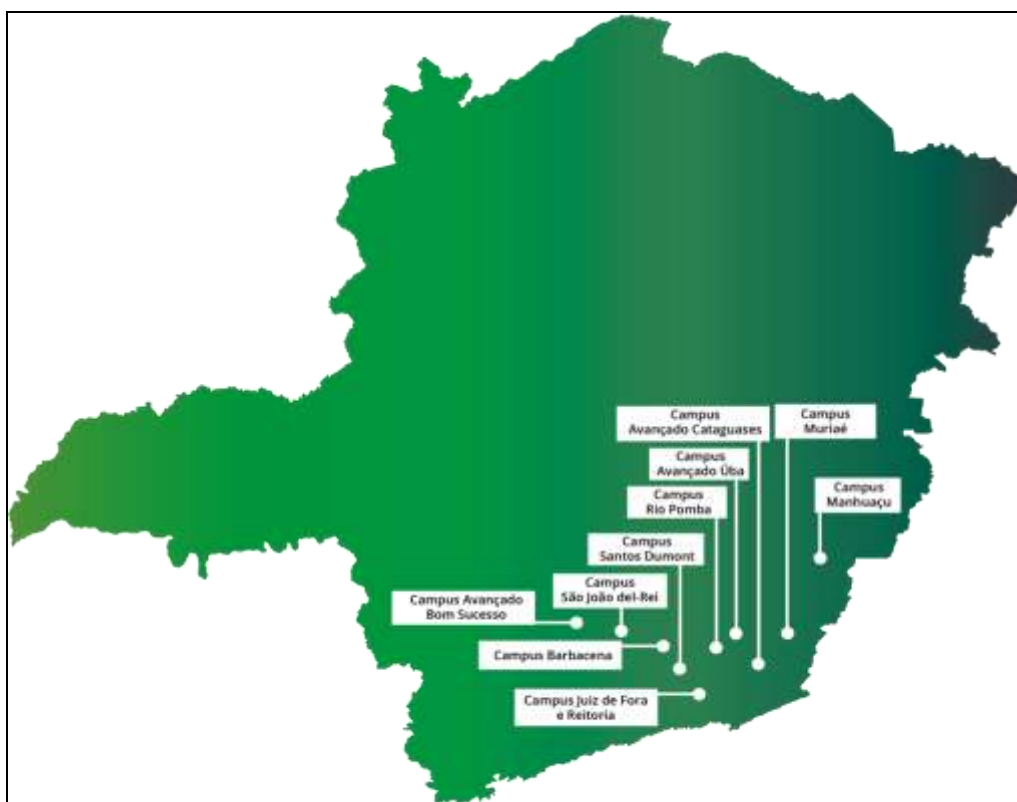 Campus
Avançado Cataguases
Campus
Muriaé
Campus
Avançado Úba
Campus
Manhuaçu
Campus
Rio Pomba
Campus
Santos Dumont
Campus
São João del-Rei
Campus Avançado
Bom Sucesso
Campus Barbacena
Campus Juiz de Fora
e Reitoria